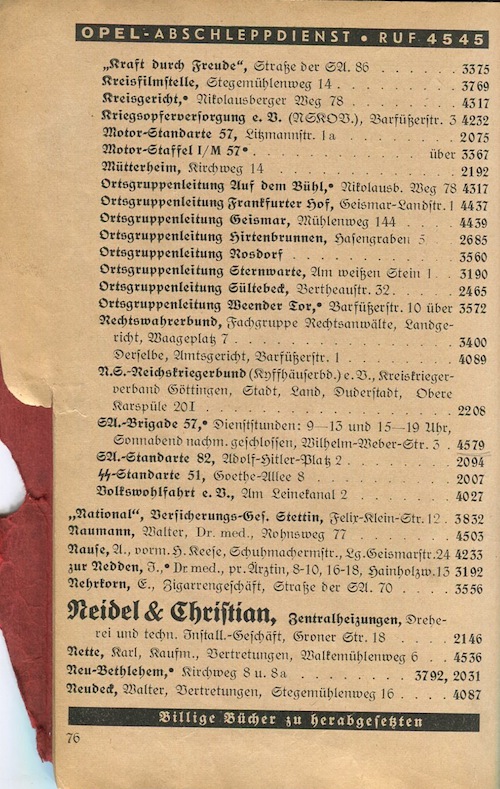 OPEL-ABSCHLEPPDIENST • RUF 4545
„Kraft durch Freude“, Straße der SA. 86 . . . . . . . 3375
Kreisfilmstelle, Stegemühlenweg 14 . . . . . . . . 3769
Kreisgericht,• Nikolausberger Weg 78 . . . . . . . 4317
Kriegsopferversorgung e. V. (NSKOV.), Barfüßerstr. 3 4232
Motor-Standarte 57, Litzmannstr. 1a . . . . . . . . 2075
Motor-Staffel I/M 57• . . . . . . . . . . . über 3367
Mütterheim, Kirchweg 14 . . . . . . . . . . . . 2192
Ortsgruppenleitung Auf dem Bühl,• Nikolausb. Weg 78 4317
Ortsgruppenleitung Frankfurter Hof, Geismar-Landstr. 1 4437
Ortsgruppenleitung Geismar, Mühlenweg 144 . . . . 4439
Ortsgruppenleitung Hirtenbrunnen, Hasengraben 5 . . 2685
Ortsgruppenleitung Rosdorf . . . . . . . . . . . 3560
Ortsgruppenleitung Sternwarte, Am weißen Stein 1 . . 3190
Ortsgruppenleitung Sültebeck, Bertheaustr. 32 . . . . . 2465
Ortsgruppenleitung Weender Tor,• Barfüßerstr. 10 über 3572
Rechtswahrerbund, Fachgruppe Rechtsanwälte, Landge-
richt, Waageplatz 7 . . . . . . . . . . . . . 3400
Derselbe, Amtsgericht, Barfüßerstr. 1 . . . . . . . 4089
N.S.-Reichskriegerbund (Kyffhäuserbd.) e. V., Kreiskrieger-
verband Göttingen, Stadt, Land, Duderstadt, Obere
Karspüle 20 I . . . . . . . . . . . . . . . 2208
SA.-Brigade 57,• Dienststunden: 9—13 und 15—19 Uhr,
Sonnabend nachm. geschlossen, Wilhelm-Weber-Str. 3 . 4579
SA.-Standarte 82, Adolf-Hitler-Platz 2 . . . . . . . 2094
SS-Standarte 51, Goethe-Allee 8 . . . . . . . . . 2007
Volkswohlfahrt e. V., Am Leinekanal 2 . . . . . . . 4027
„National“, Versicherungs-Ges. Stettin, Felix-Klein-Str. 12 . 3832
Naumann, Walter, Dr. med., Rohnsweg 77 . . . . . 4503
Nause, A., vorm. H. Keese, Schuhmachermstr., Lg. Geismarstr. 24 4233
zur Nedden, J.,• Dr med., pr. Ärztin, 8-10, 16-18, Hainholzw. 13 3192
Nehrkorn, E., Zigarrengeschäft, Straße der SA. 70 . . . . 3556
Neidel & Christian, Zentralheizungen, Drehe-
rei und techn. Install.-Geschäft, Groner Str. 18 . . . . 2146
Nette, Karl, Kaufm., Vertretungen, Walkemühlenweg 6 . . 4536
Neu-Bethlehem,• Kirchweg 8 u. 8a . . . . . . 3792, 2031
Neudeck, Walter, Vertretungen, Stegemühlenweg 16 . . . . 4087
Billige Bücher zu herabgesetzten
76